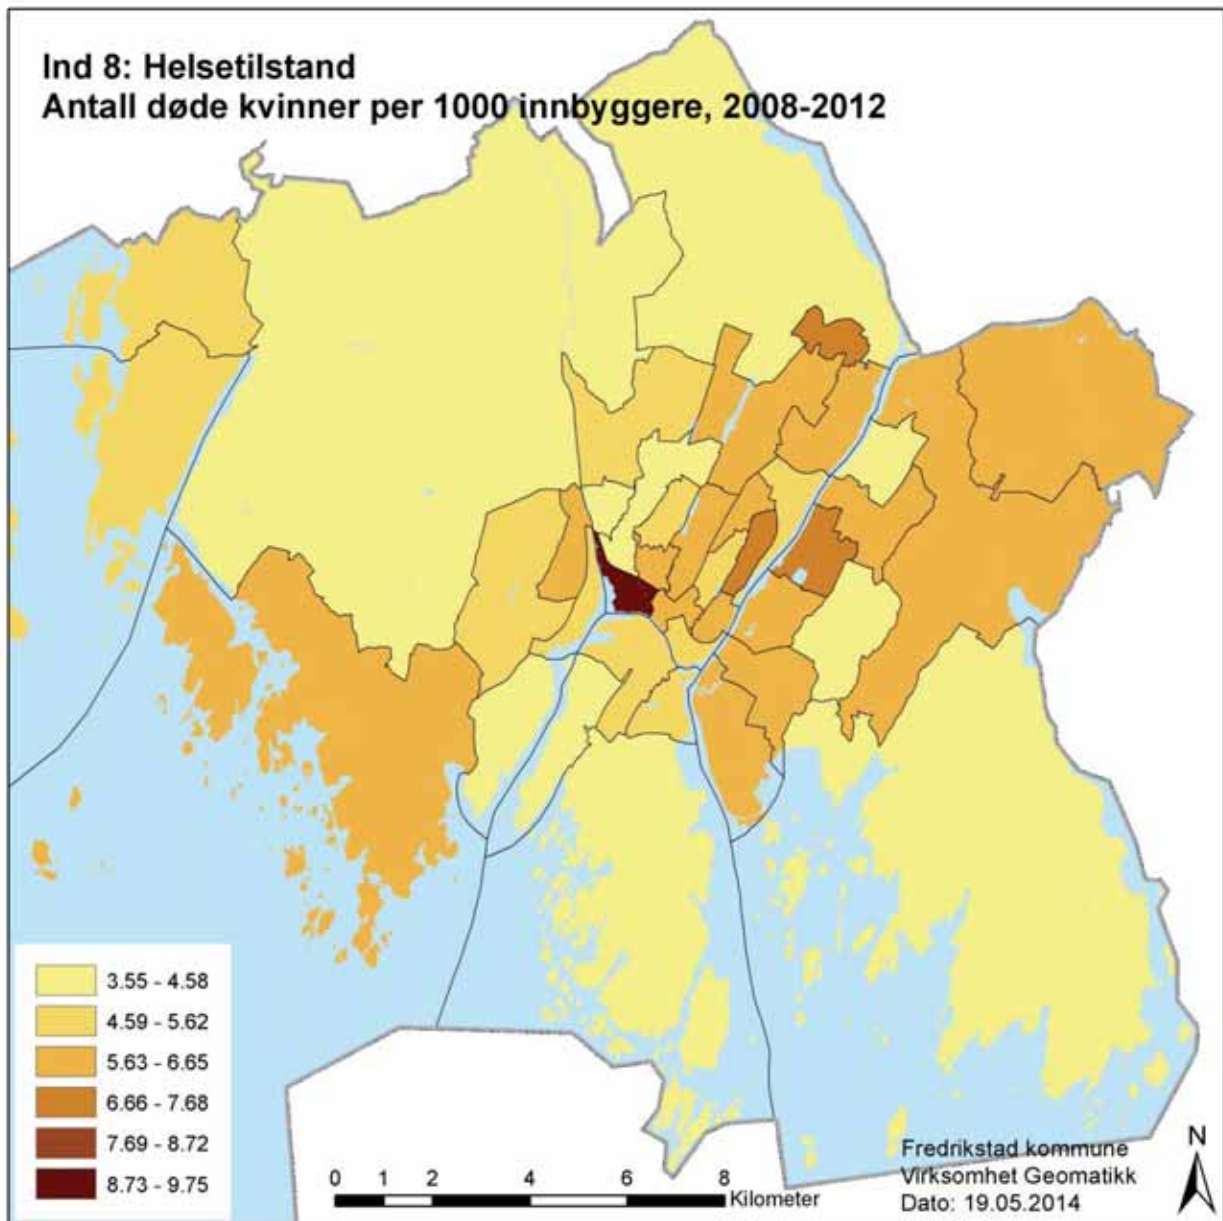 Ind 8: Helsetilstand
Antall døde kvinner per 1000 innbyggere, 2008-2012
3.55 - 4.58
4.59 - 5.62
5.63 - 6.65
6.66 - 7.68
7.69 - 8.72
8.73 - 9.75
0 1 2 4 6 8
Kilometer
Fredrikstad kommune
Virksomhet Geomatikk
Dato: 19.05.2014
N